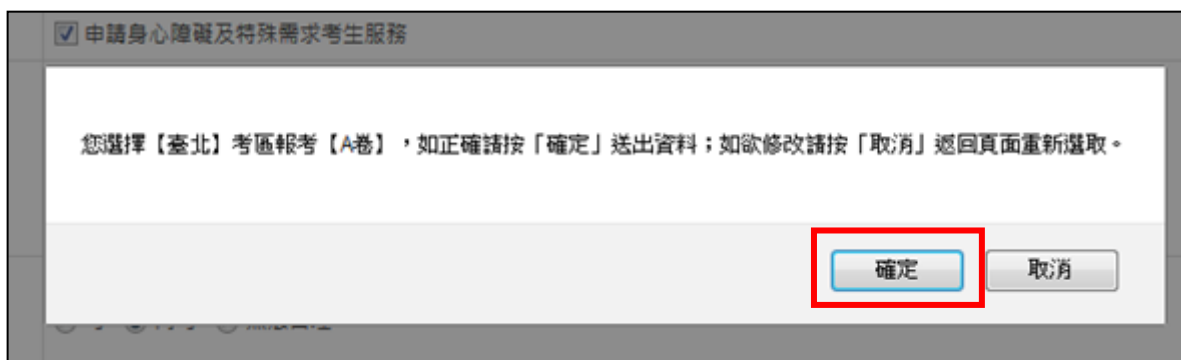 申請身心障礙及特殊需求考生服務
您選擇【臺北】考區報考【A卷】，如正確請按「確定」送出資料；如欲修改請按「取消」返回頁面重新選取。
確定
取消